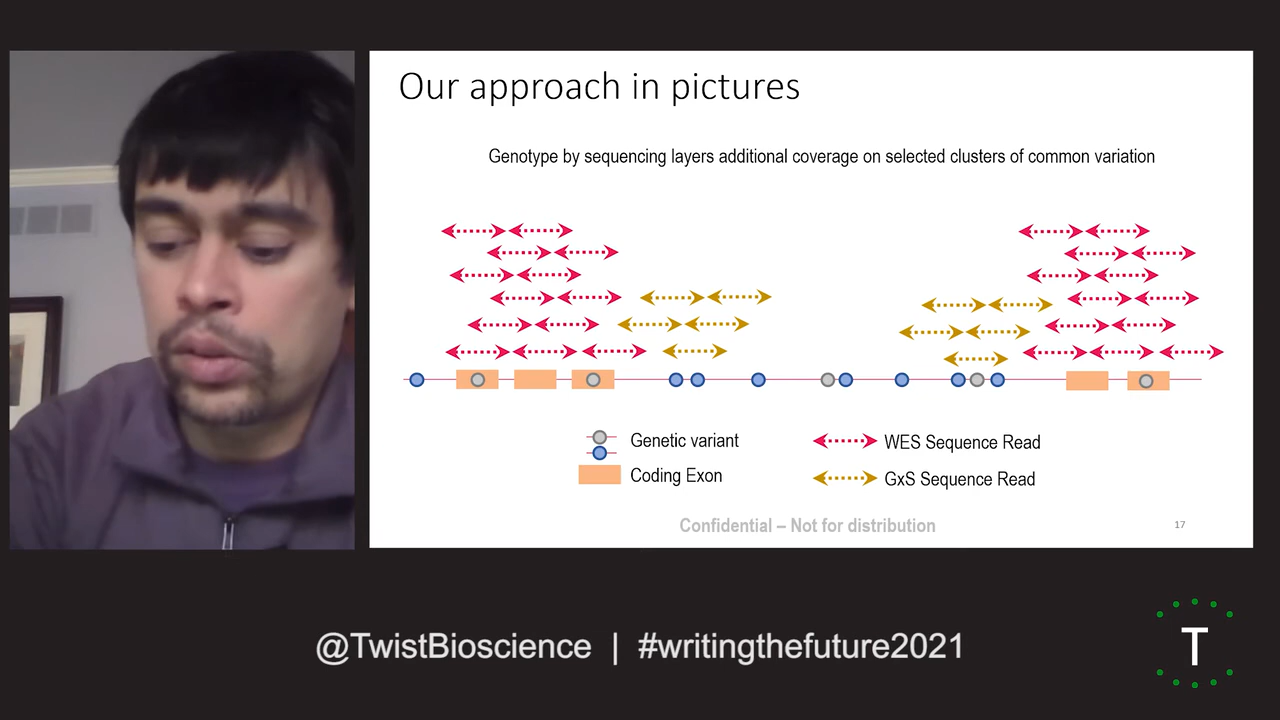 Our approach in pictures
Genotype by sequencing layers additional coverage on selected clusters of common variation
Genetic variant
WES Sequence Read
Coding Exon
GxS Sequence Read
Confidential – Not for distribution
17
@TwistBioscience | #writingthefuture2021
T